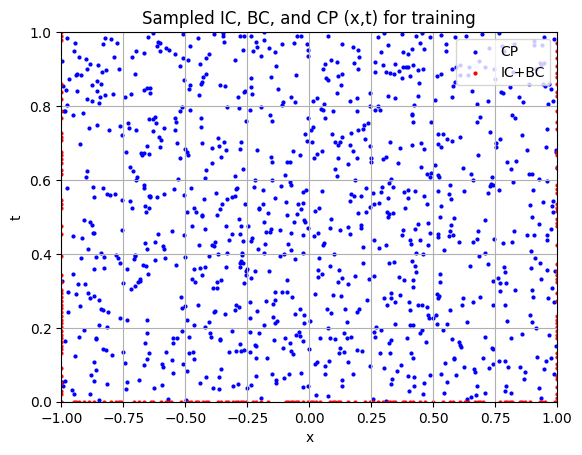 Sampled IC, BC, and CP (x,t) for training
CP
IC+BC
1.0
0.8
0.6
0.4
0.2
0.0
t
−1.00 −0.75 −0.50 −0.25 0.00 0.25 0.50 0.75 1.00
x